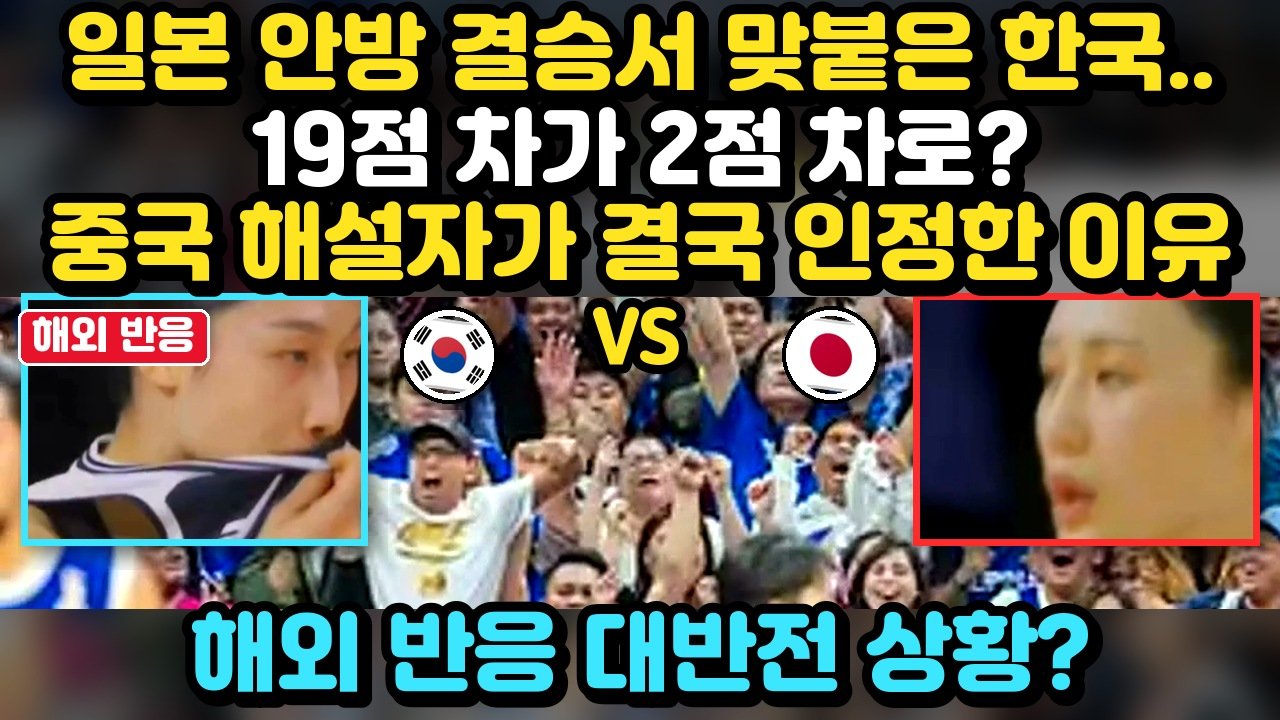 일본 안방 결승서 맞붙은 한국..
19점 차가 2점 차로?
중국 해설자가 결국 인정한 이유
해외 반응
VS
해외 반응 대반전 상황?